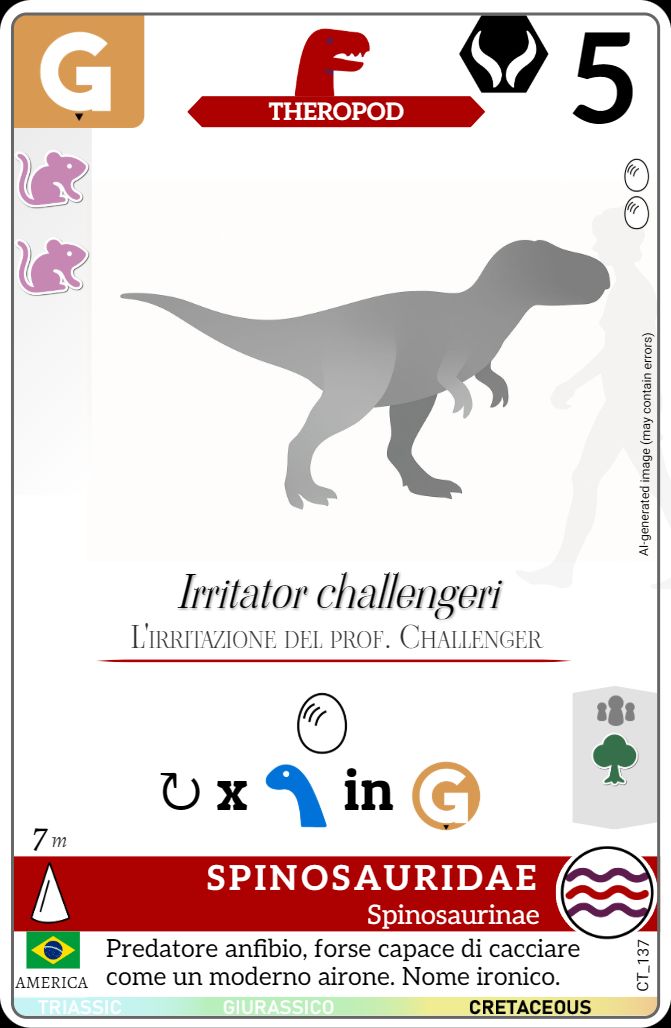 G
THEROPOD
5
AI-generated image (may contain errors)
Irritator challengeri
L'IRRITAZIONE DEL PROF. CHALLENGER
x in G
7 m
SPINOSAURIDAE
Spinosaurinae
AMERICA
Predatore anfibio, forse capace di cacciare
come un moderno airone. Nome ironico.
CT_137
TRIASSIC GIURASSICO CRETACEOUS